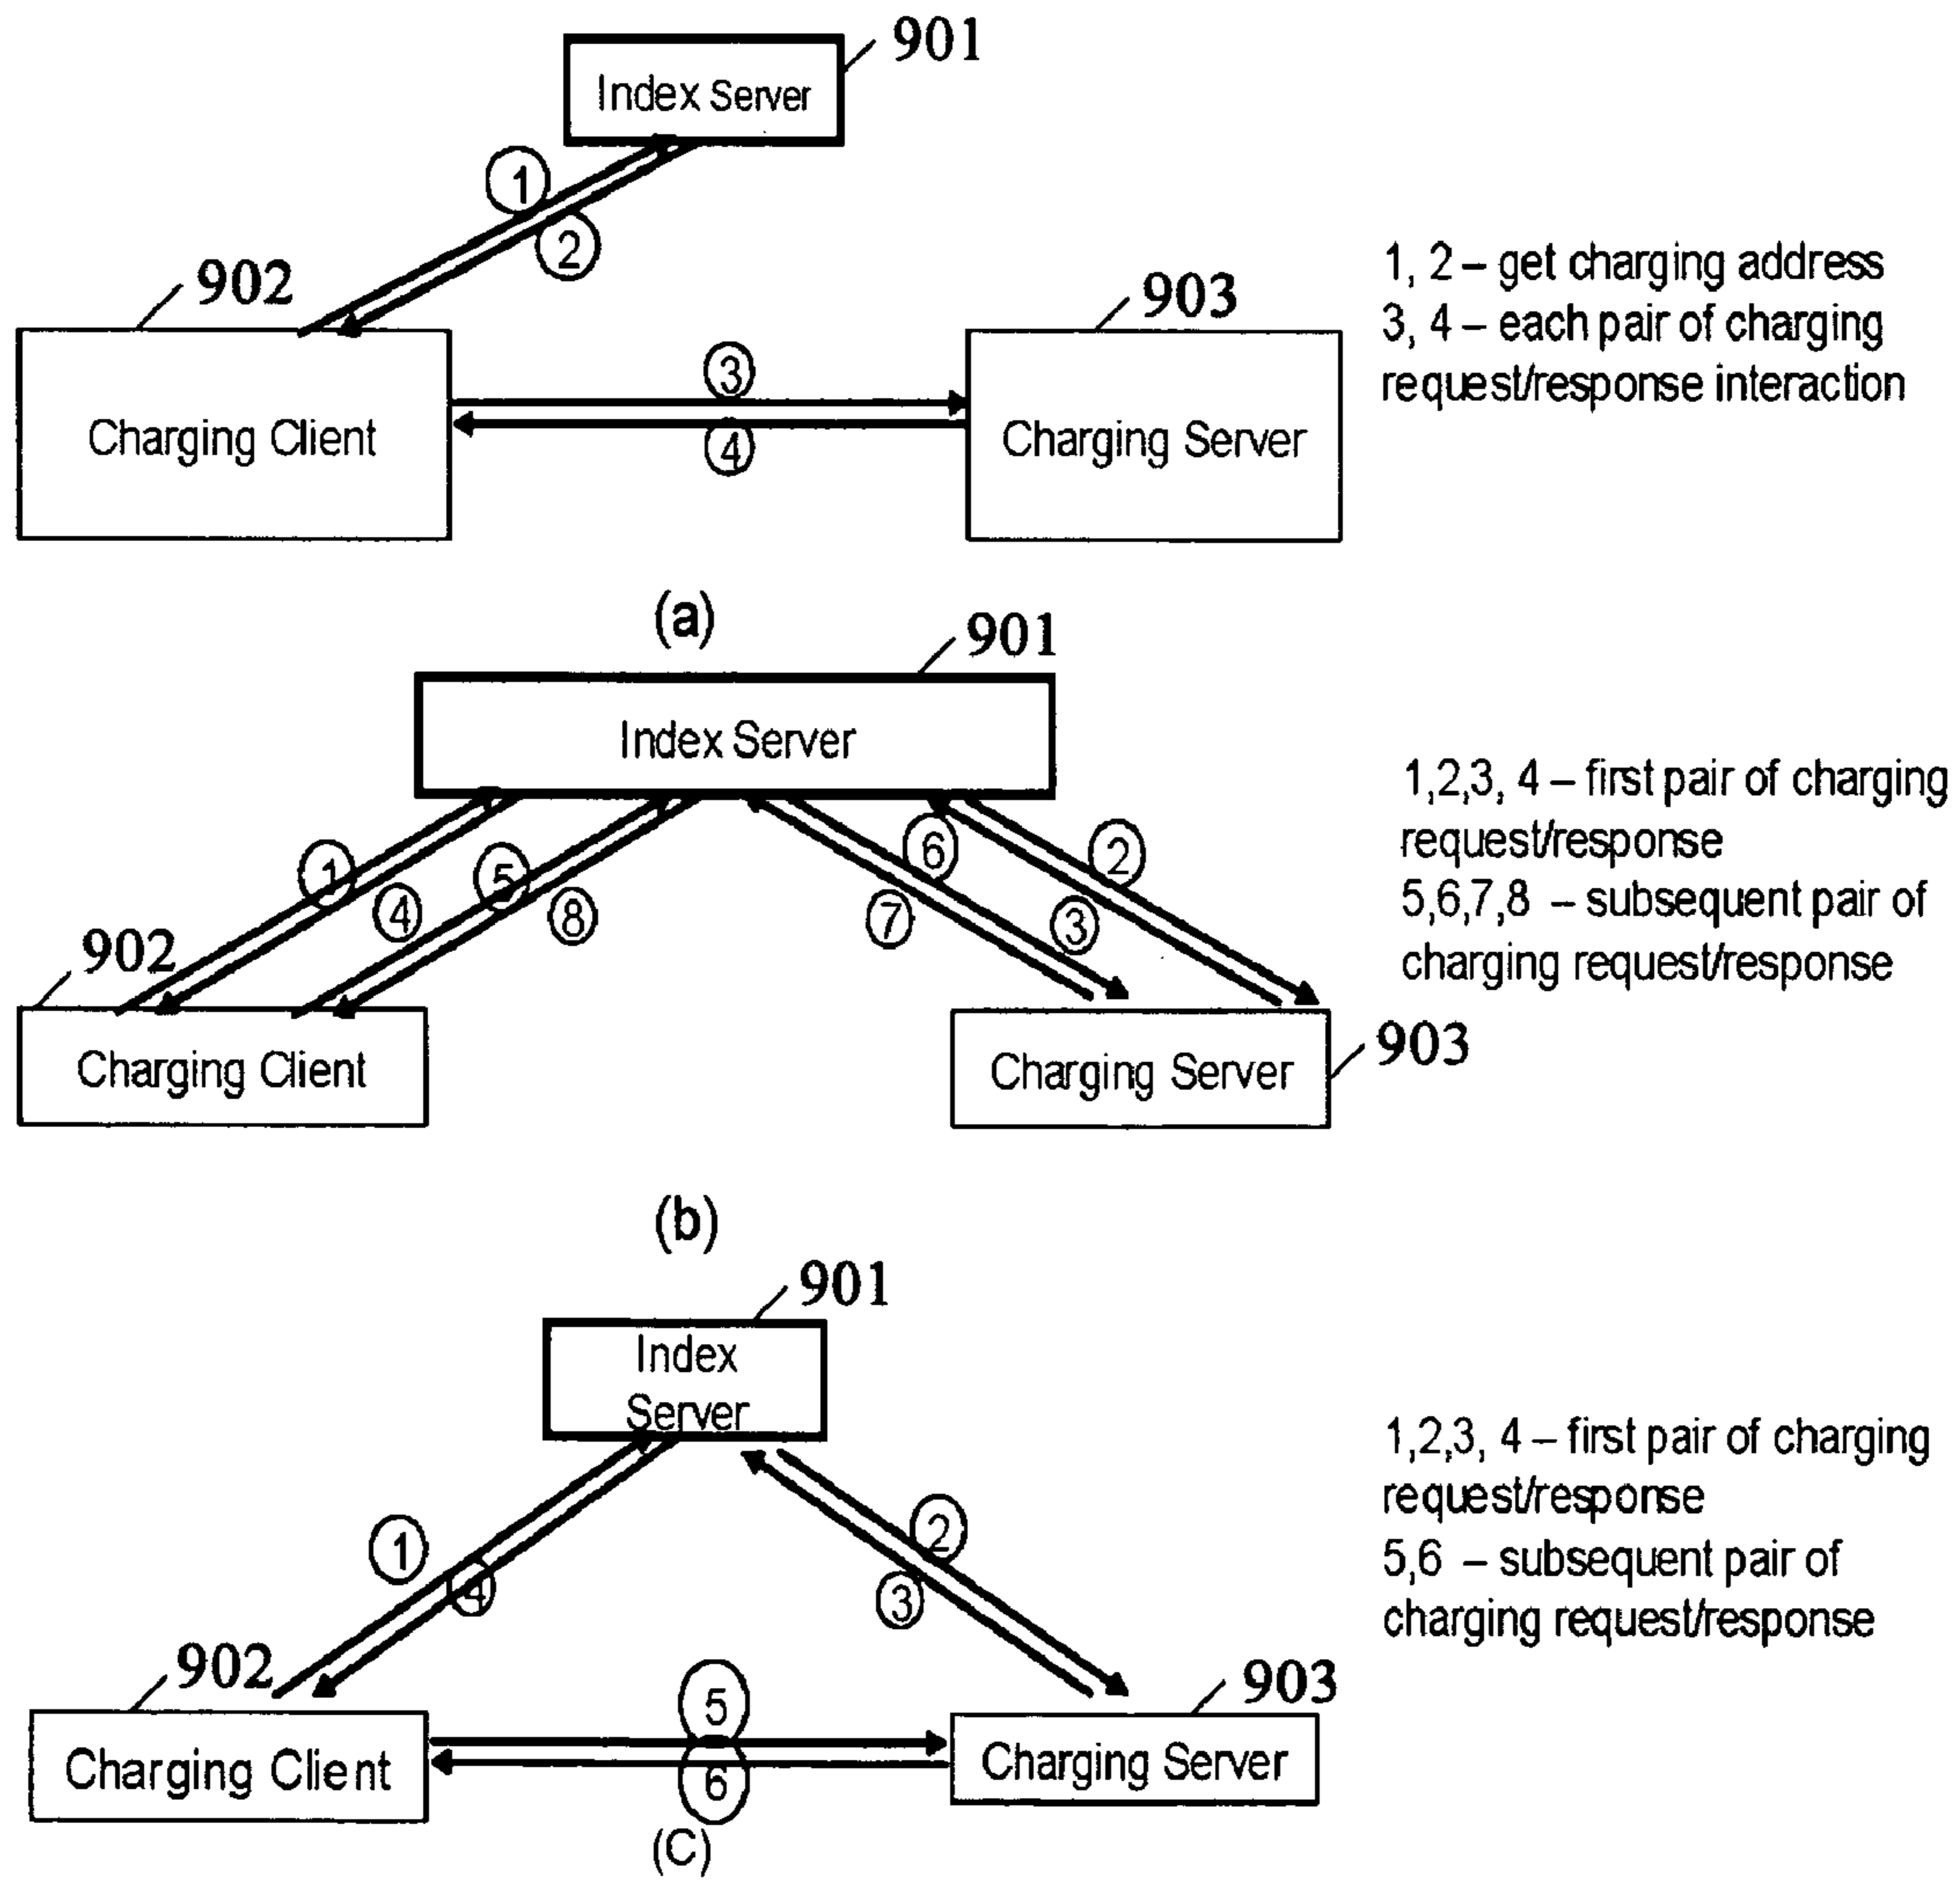 901
Index Server
1
2
902
903
1, 2 – get charging address
3, 4 – each pair of charging
request/response interaction
3
Charging Client
Charging Server
4
(a)
901
Index Server
1,2,3, 4 – first pair of charging
request/response
5,6,7,8 – subsequent pair of
charging request/response
1
5
6
2
4
8
7
3
902
903
Charging Client
Charging Server
(b)
901
Index
Server
1,2,3, 4 – first pair of charging
request/response
5,6 – subsequent pair of
charging request/response
1
2
4
3
902
903
5
Charging Client
Charging Server
6
(C)